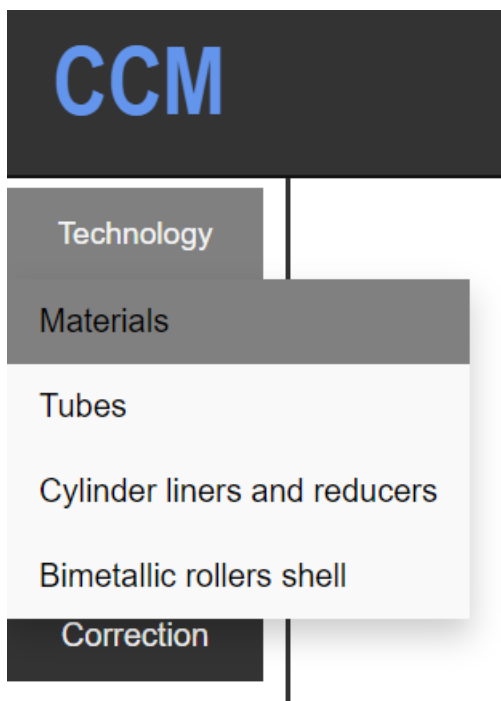 CCM
Technology
Materials
Tubes
Cylinder liners and reducers
Bimetallic rollers shell
Correction